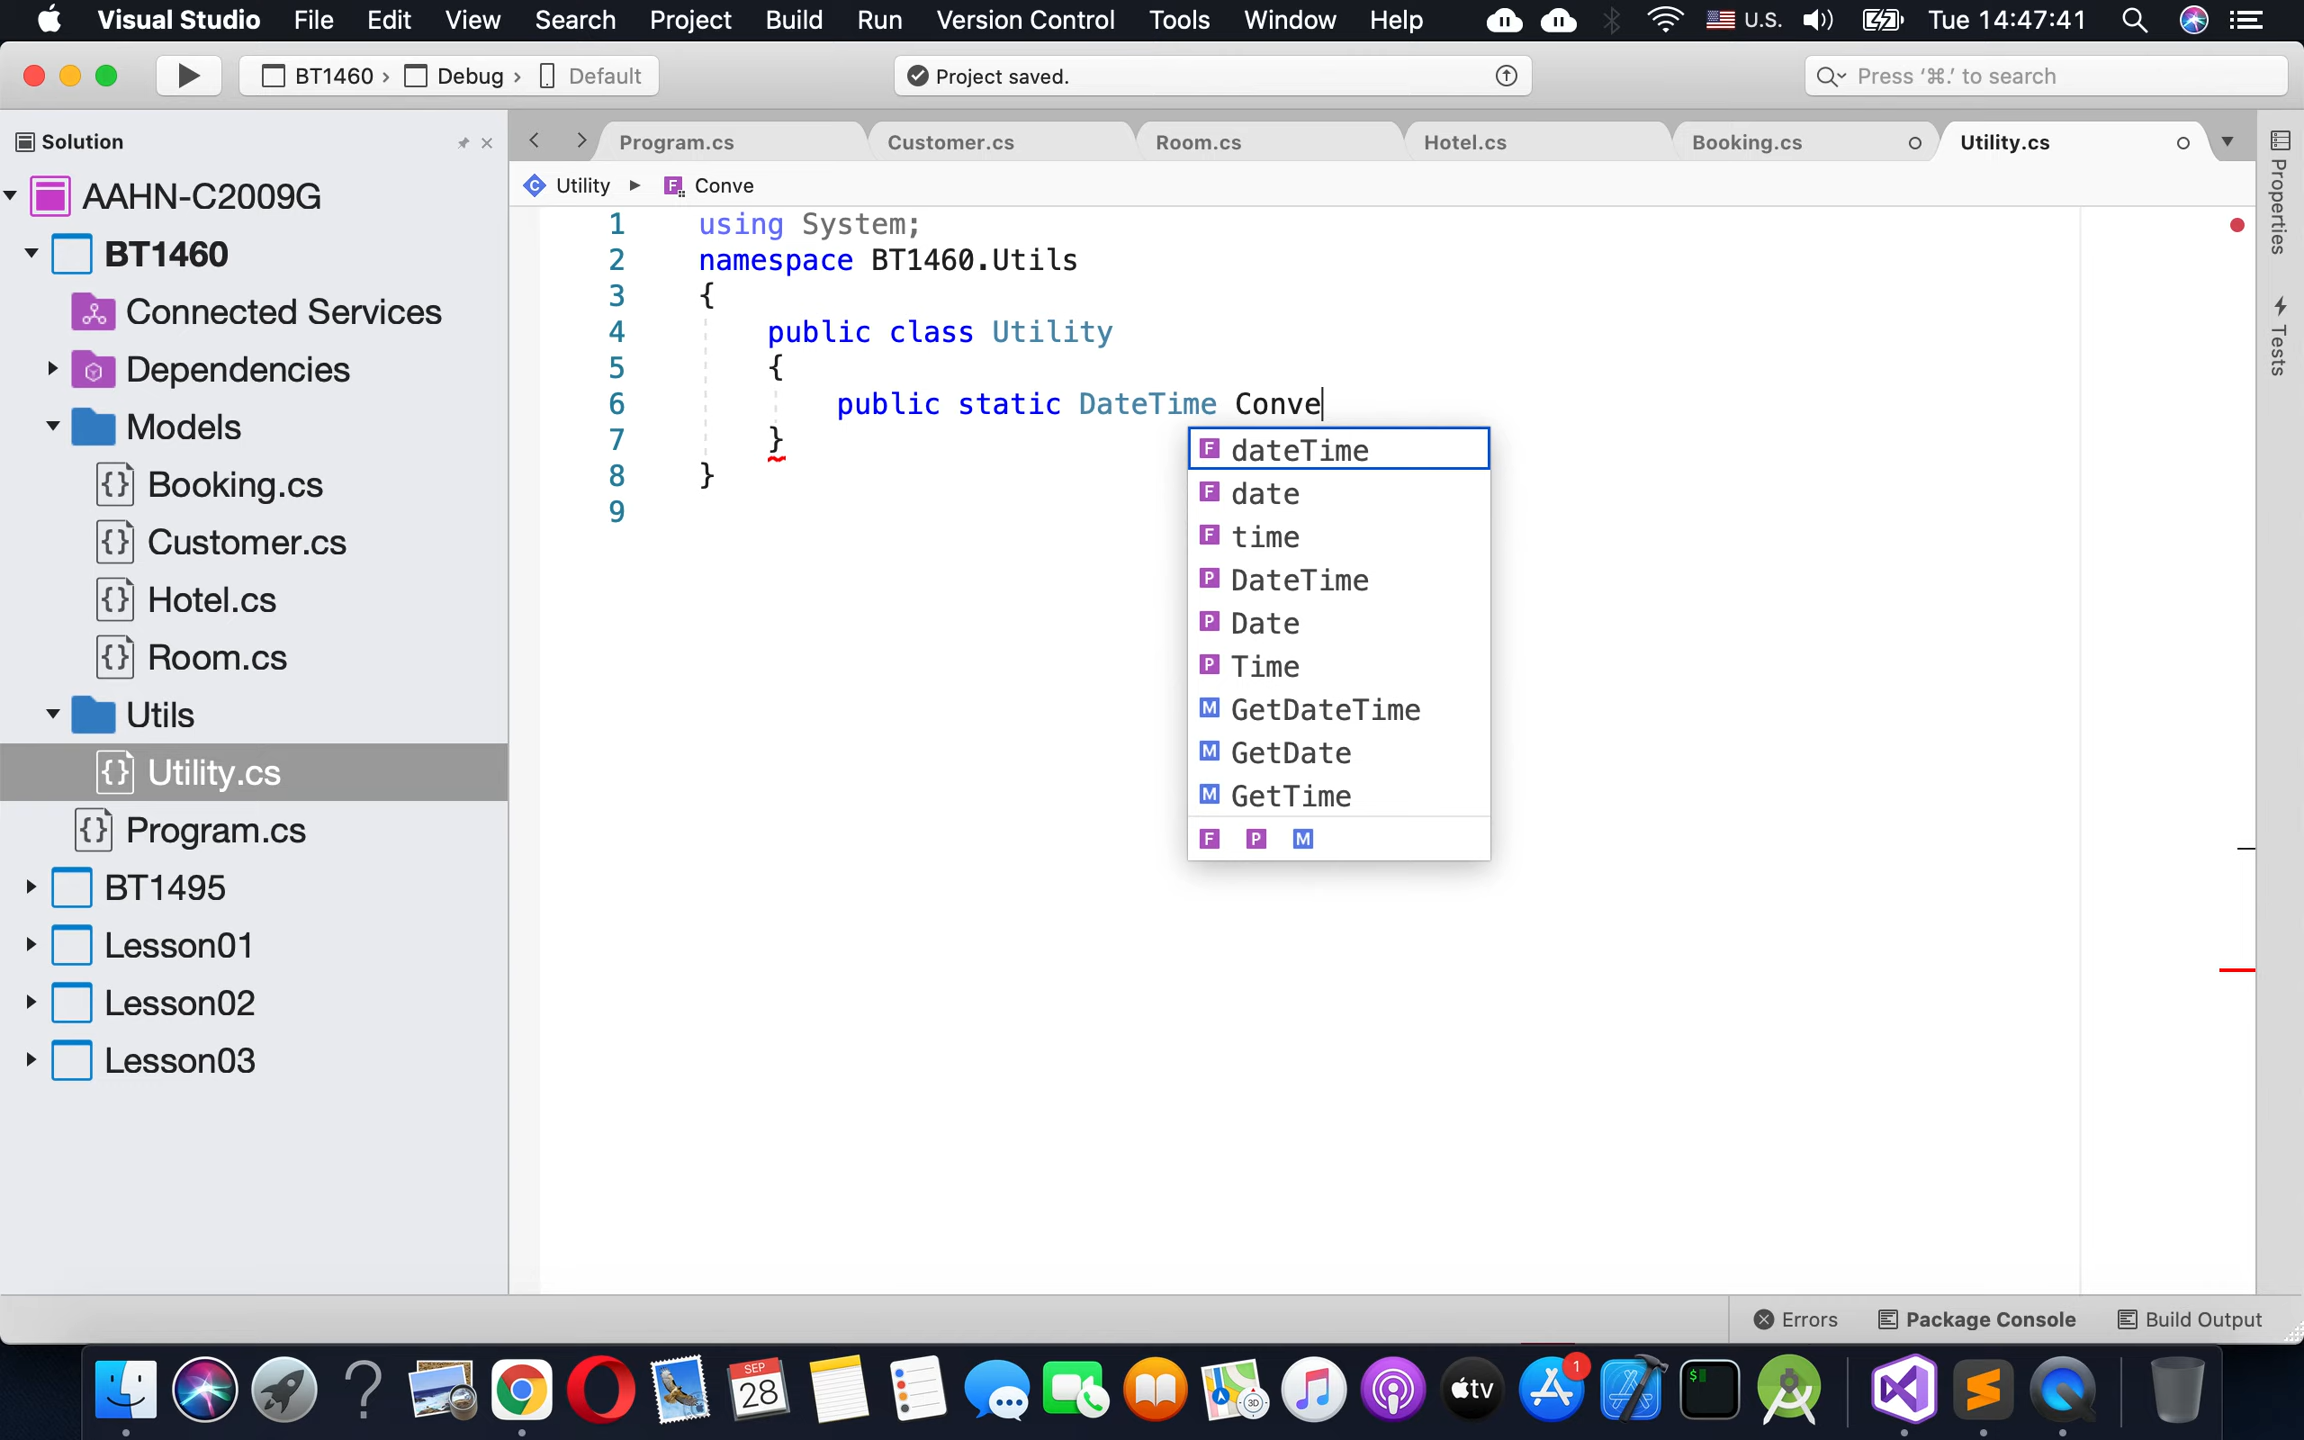 Visual Studio File Edit View Search Project Build Run Version Control Tools Window Help U.S. Tue 14:47:41
BT1460 › Debug › Default
Project saved.
Press ‘⌘.’ to search
Solution
AAHN-C2009G
BT1460
Connected Services
Dependencies
Models
Booking.cs
Customer.cs
Hotel.cs
Room.cs
Utils
Utility.cs
Program.cs
BT1495
Lesson01
Lesson02
Lesson03
Program.cs Customer.cs Room.cs Hotel.cs Booking.cs Utility.cs
C Utility F Conve
1 using System;
2 namespace BT1460.Utils
3 {
4 public class Utility
5 {
6 public static DateTime Conve
7 }
8 }
9
F dateTime
F date
F time
P DateTime
P Date
P Time
M GetDateTime
M GetDate
M GetTime
F P M
Properties
Tests
Errors Package Console Build Output
SEP
28
3D
tv
1
$